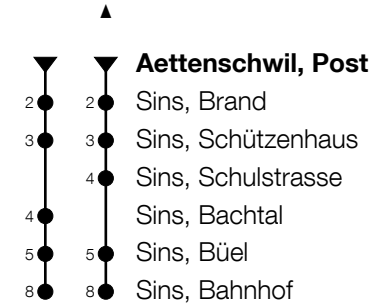 Aettenschwil, Post
2 2 Sins, Brand
3 3 Sins, Schützenhaus
4 Sins, Schulstrasse
4 Sins, Bachtal
5 5 Sins, Büel
8 8 Sins, Bahnhof